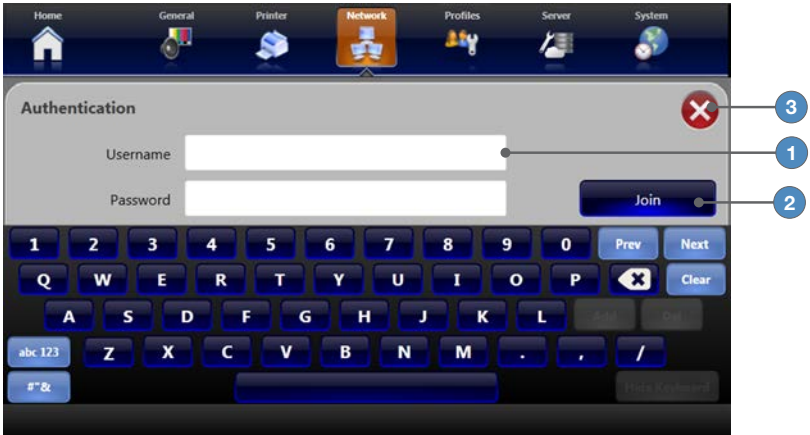 Home General Printer Network Profiles Server System
Authentication
3
Username
1
Password
Join
2
1 2 3 4 5 6 7 8 9 0 Prev Next
Q W E R T Y U I O P Clear
A S D F G H J K L Add Del
abc 123 Z X C V B N M . , /
#"& Hide Keyboard